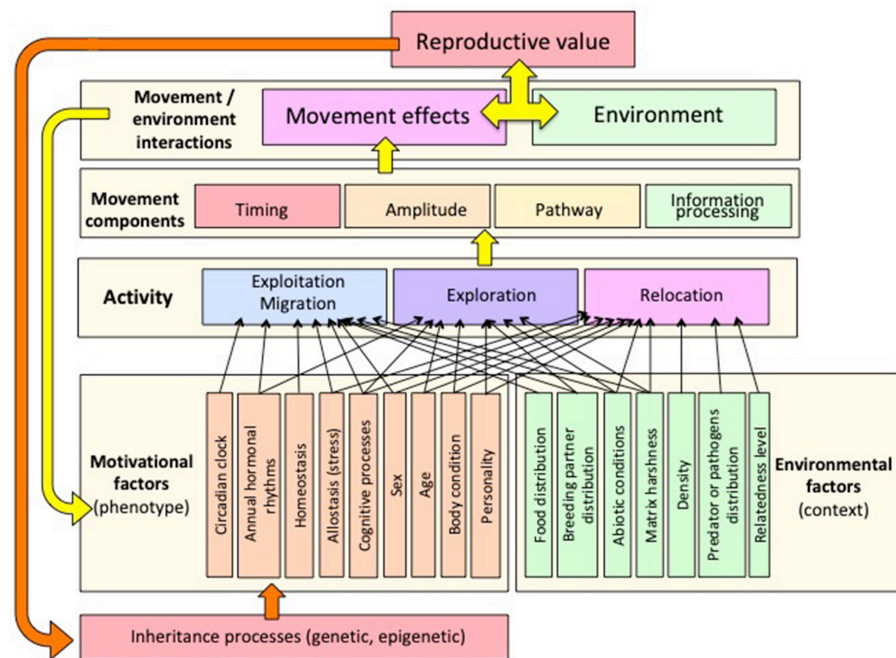 Reproductive value
Movement /
environment
interactions
Movement effects
Environment
Movement
components
Timing
Amplitude
Pathway
Information
processing
Activity
Exploitation
Migration
Exploration
Relocation
Motivational
factors
(phenotype)
Circadian clock
Annual hormonal
rhythms
Homeostasis
Allostasis (stress)
Cognitive processes
Sex
Age
Body condition
Personality
Food distribution
Breeding partner
distribution
Abiotic conditions
Matrix harshness
Density
Predator or pathogens
distribution
Relatedness level
Environmental
factors
(context)
Inheritance processes (genetic, epigenetic)